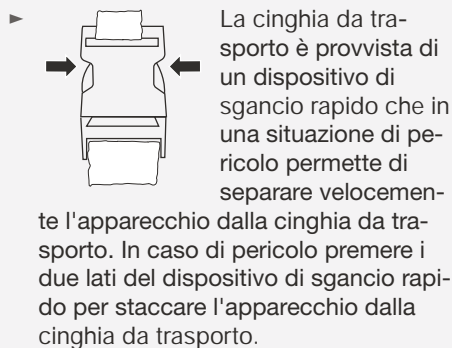 ► La cinghia da tra-
sporto è provvista di
un dispositivo di
sgancio rapido che in
una situazione di pe-
ricolo permette di
separare velocemen-
te l'apparecchio dalla cinghia da tra-
sporto. In caso di pericolo premere i
due lati del dispositivo di sgancio rapi-
do per staccare l'apparecchio dalla
cinghia da trasporto.